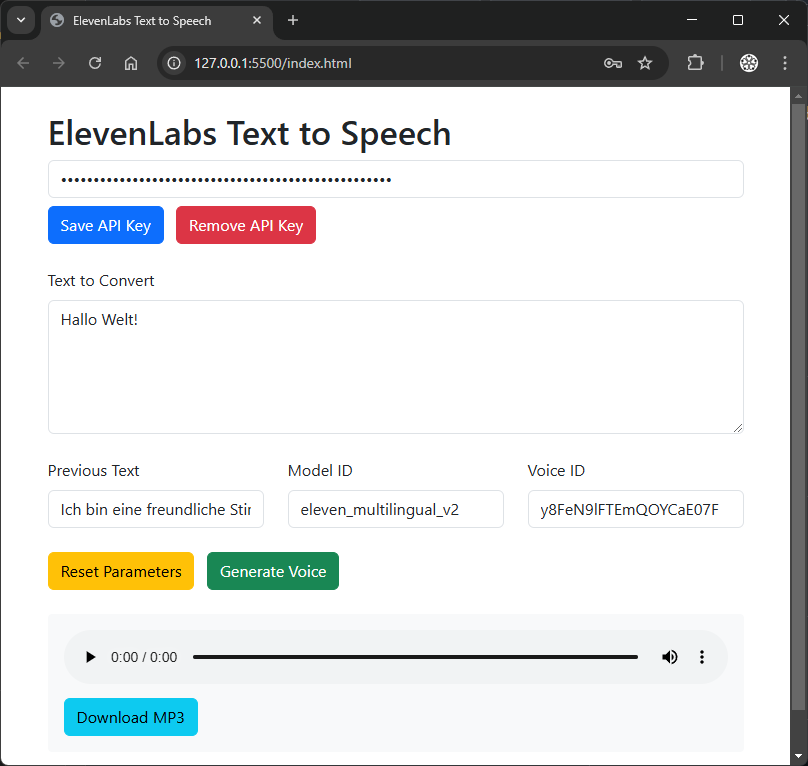 ElevenLabs Text to Speech
127.0.0.1:5500/index.html
ElevenLabs Text to Speech
••••••••••••••••••••••••••••••••••••••••••••••••••••
Save API Key Remove API Key
Text to Convert
Hallo Welt!
Previous Text Model ID Voice ID
Ich bin eine freundliche Stir eleven_multilingual_v2 y8FeN9lFTEmQOYCaE07F
Reset Parameters Generate Voice
0:00 / 0:00
Download MP3